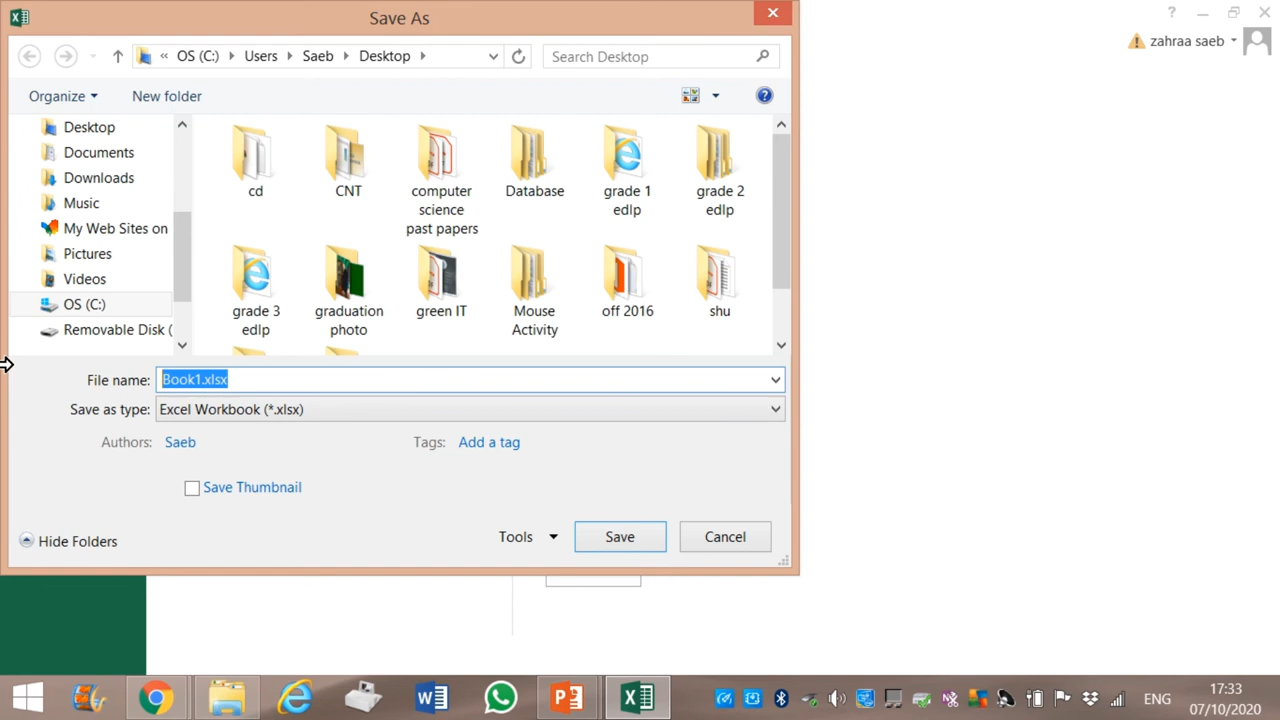 Save As
zahraa saeb
« OS (C:) Users Saeb Desktop
Search Desktop
Organize
New folder
Desktop
Documents
Downloads
Music
My Web Sites on
Pictures
Videos
OS (C:)
Removable Disk (
cd
CNT
computer
science
past papers
Database
grade 1
edlp
grade 2
edlp
grade 3
edlp
graduation
photo
green IT
Mouse
Activity
off 2016
shu
File name: Book1.xlsx
Save as type: Excel Workbook (*.xlsx)
Authors: Saeb
Tags: Add a tag
Save Thumbnail
Hide Folders
Tools
Save
Cancel
ENG
17:33
07/10/2020